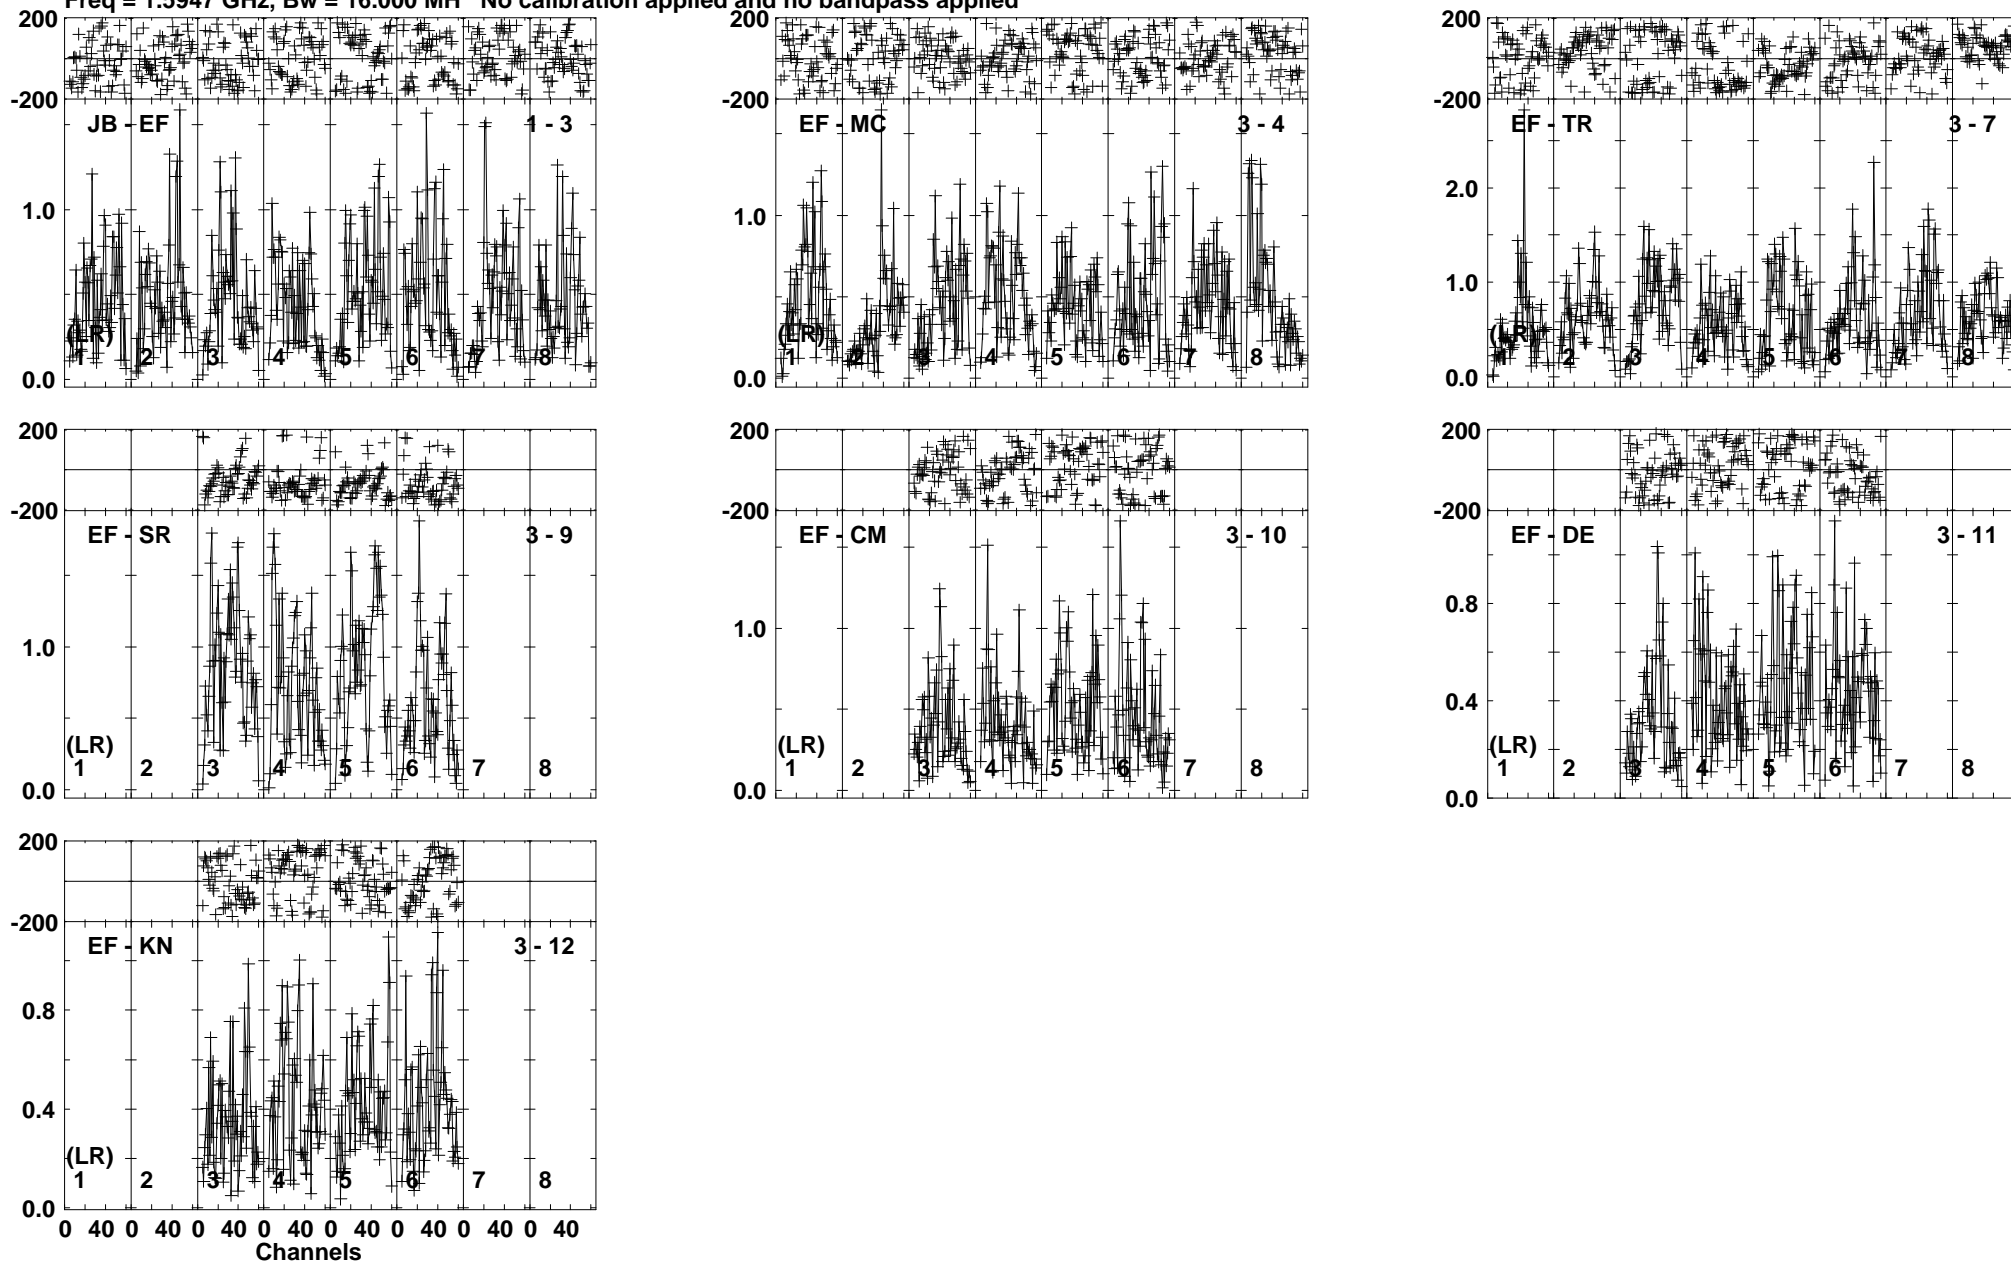 Freq = 1.5947 GHz, Bw = 16.000 MH No calibration applied and no bandpass applied
200 200 200
-200 -200 -200
JB - EF 1 - 3 EF - MC 3 - 4 EF - TR 3 - 7
2.0
1.0 1.0 1.0
(LR) (LR) (LR)
1 2 3 4 5 6 7 8 1 2 3 4 5 6 7 8 1 2 3 4 5 6 7 8
0.0 0.0 0.0
200 200 200
-200 -200 -200
EF - SR 3 - 9 EF - CM 3 - 10 EF - DE 3 - 11
1.0 1.0 0.8
0.4
(LR) (LR) (LR)
1 2 3 4 5 6 7 8 1 2 3 4 5 6 7 8 1 2 3 4 5 6 7 8
0.0 0.0 0.0
200
-200
EF - KN 3 - 12
0.8
0.4
(LR)
1 2 3 4 5 6 7 8
0.0
0 40 0 40 0 40 0 40 0 40 0 40 0 40 0 40
Channels